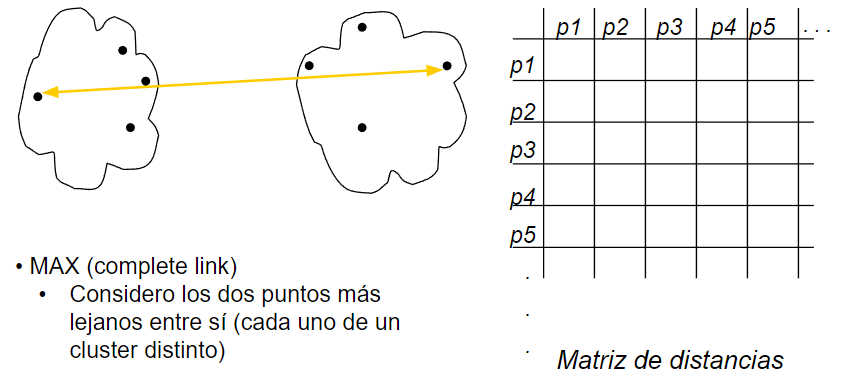 p1 p2 p3 p4 p5 . . .
p1
p2
p3
p4
p5
.
.
.
• MAX (complete link)
• Considero los dos puntos más
lejanos entre sí (cada uno de un
cluster distinto)
Matriz de distancias